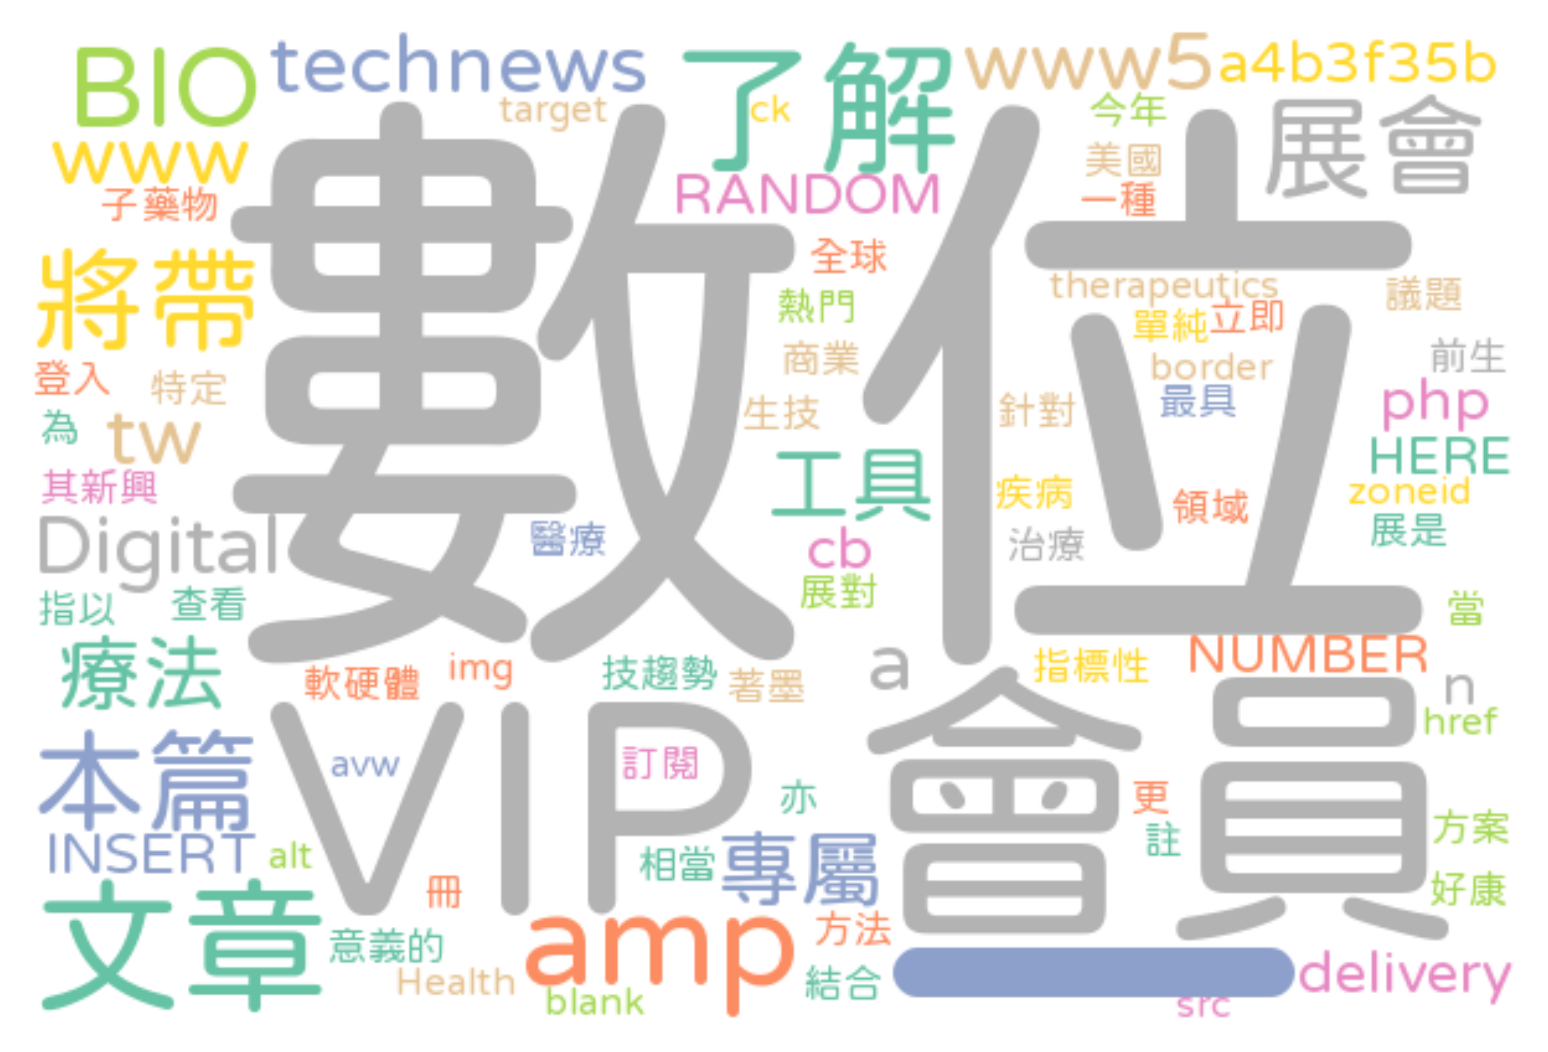 BIO
technews
target
了解
ck
www5
a4b3f35b
今年
展會
www
美國
一種
子藥物
RANDOM
數位
全球
將帶
therapeutics
議題
熱門
單純
立即
商業
前生
登入
特定
border
為
tw
生技
針對
最具
php
HERE
其新興
工具
疾病
領域
zoneid
Digital
醫療
cb
治療
展是
指以
查看
展對
當
療法
軟硬體
img
技趨勢
著墨
a
指標性
NUMBER
n
href
本篇
VIP
會員
avw
訂閱
亦
更
註
方案
INSERT
alt
相當
專屬
冊
好康
文章
意義的
amp
方法
Health
blank
結合
delivery
src